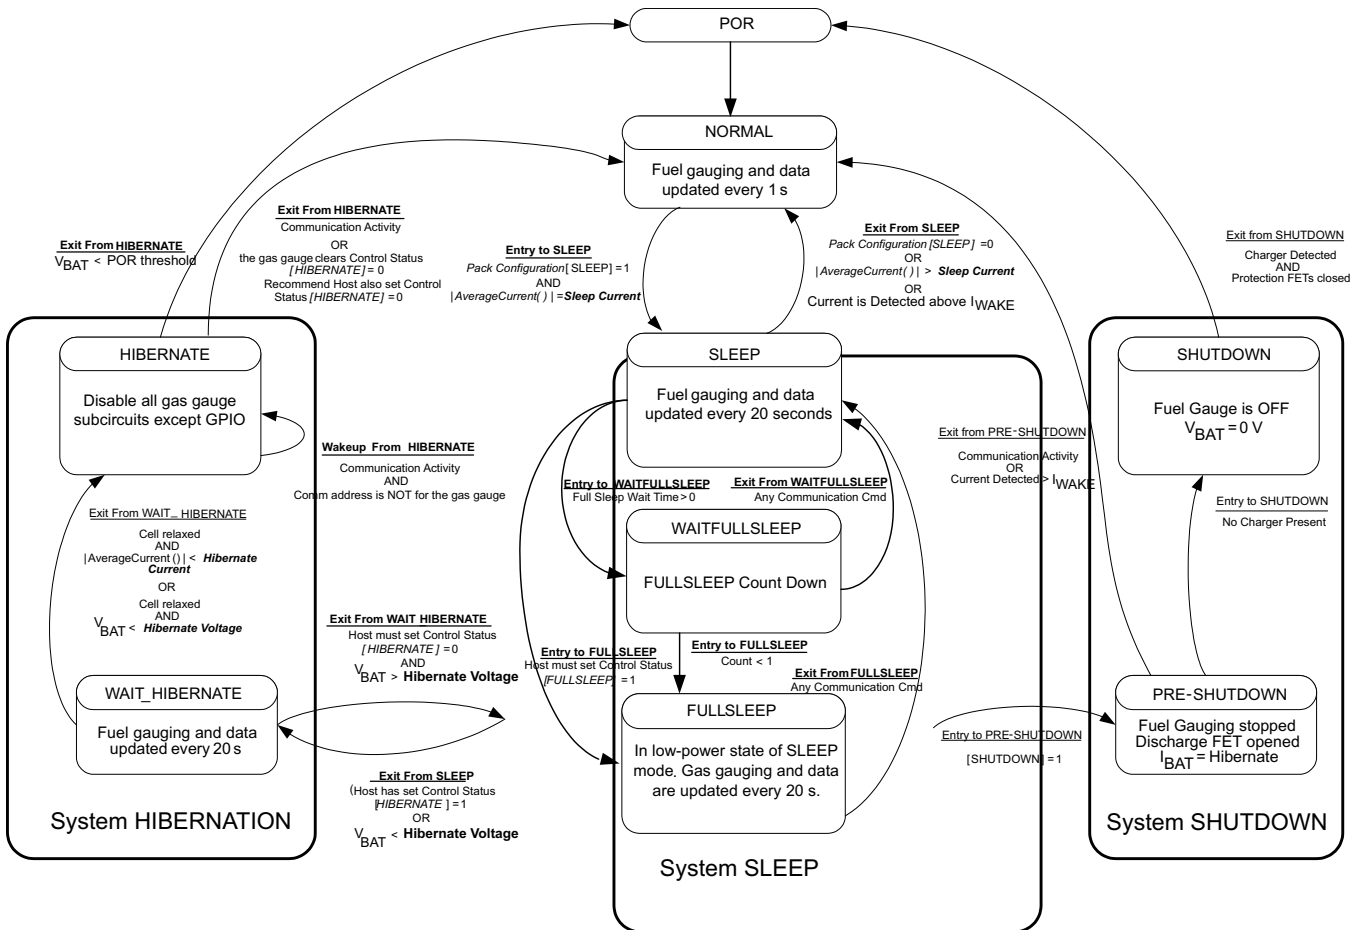 POR
NORMAL
Fuel gauging and data
updated every 1 s
Exit From HIBERNATE
Communication Activity
OR
the gas gauge clears Control Status
[HIBERNATE] = 0
Recommend Host also set Control
Status [HIBERNATE] = 0
Exit From HIBERNATE
VBAT < POR threshold
Entry to SLEEP
Pack Configuration[ SLEEP] = 1
AND
|AverageCurrent( ) | = Sleep Current
Exit From SLEEP
Pack Configuration [SLEEP] = 0
OR
|AverageCurrent( ) | > Sleep Current
OR
Current is Detected above IWAKE
Exit from SHUTDOWN
Charger Detected
AND
Protection FETs closed
HIBERNATE
Disable all gas gauge
subcircuits except GPIO
Wakeup From HIBERNATE
Communication Activity
AND
Comm address is NOT for the gas gauge
SLEEP
Fuel gauging and data
updated every 20 seconds
SHUTDOWN
Fuel Gauge is OFF
VBAT = 0 V
Exit from PRE-SHUTDOWN
Communication Activity
OR
Current Detected > IWAKE
Entry to WAITFULLSLEEP
Full Sleep Wait Time > 0
Exit From WAITFULLSLEEP
Any Communication Cmd
Entry to SHUTDOWN
No Charger Present
Exit From WAIT_ HIBERNATE
Cell relaxed
AND
|AverageCurrent ()| < Hibernate
Current
OR
Cell relaxed
AND
VBAT < Hibernate Voltage
WAITFULLSLEEP
FULLSLEEP Count Down
Exit From WAIT HIBERNATE
Host must set Control Status
[HIBERNATE ] = 0
AND
VBAT > Hibernate Voltage
Entry to FULLSLEEP
Host must set Control Status
[FULLSLEEP] = 1
Entry to FULLSLEEP
Count < 1
Exit From FULLSLEEP
Any Communication Cmd
WAIT_HIBERNATE
Fuel gauging and data
updated every 20 s
FULLSLEEP
In low-power state of SLEEP
mode. Gas gauging and data
are updated every 20 s.
Entry to PRE-SHUTDOWN
[SHUTDOWN] = 1
PRE-SHUTDOWN
Fuel Gauging stopped
Discharge FET opened
IBAT = Hibernate
Exit From SLEEP
(Host has set Control Status
[HIBERNATE ] = 1
OR
VBAT < Hibernate Voltage
System HIBERNATION
System SLEEP
System SHUTDOWN